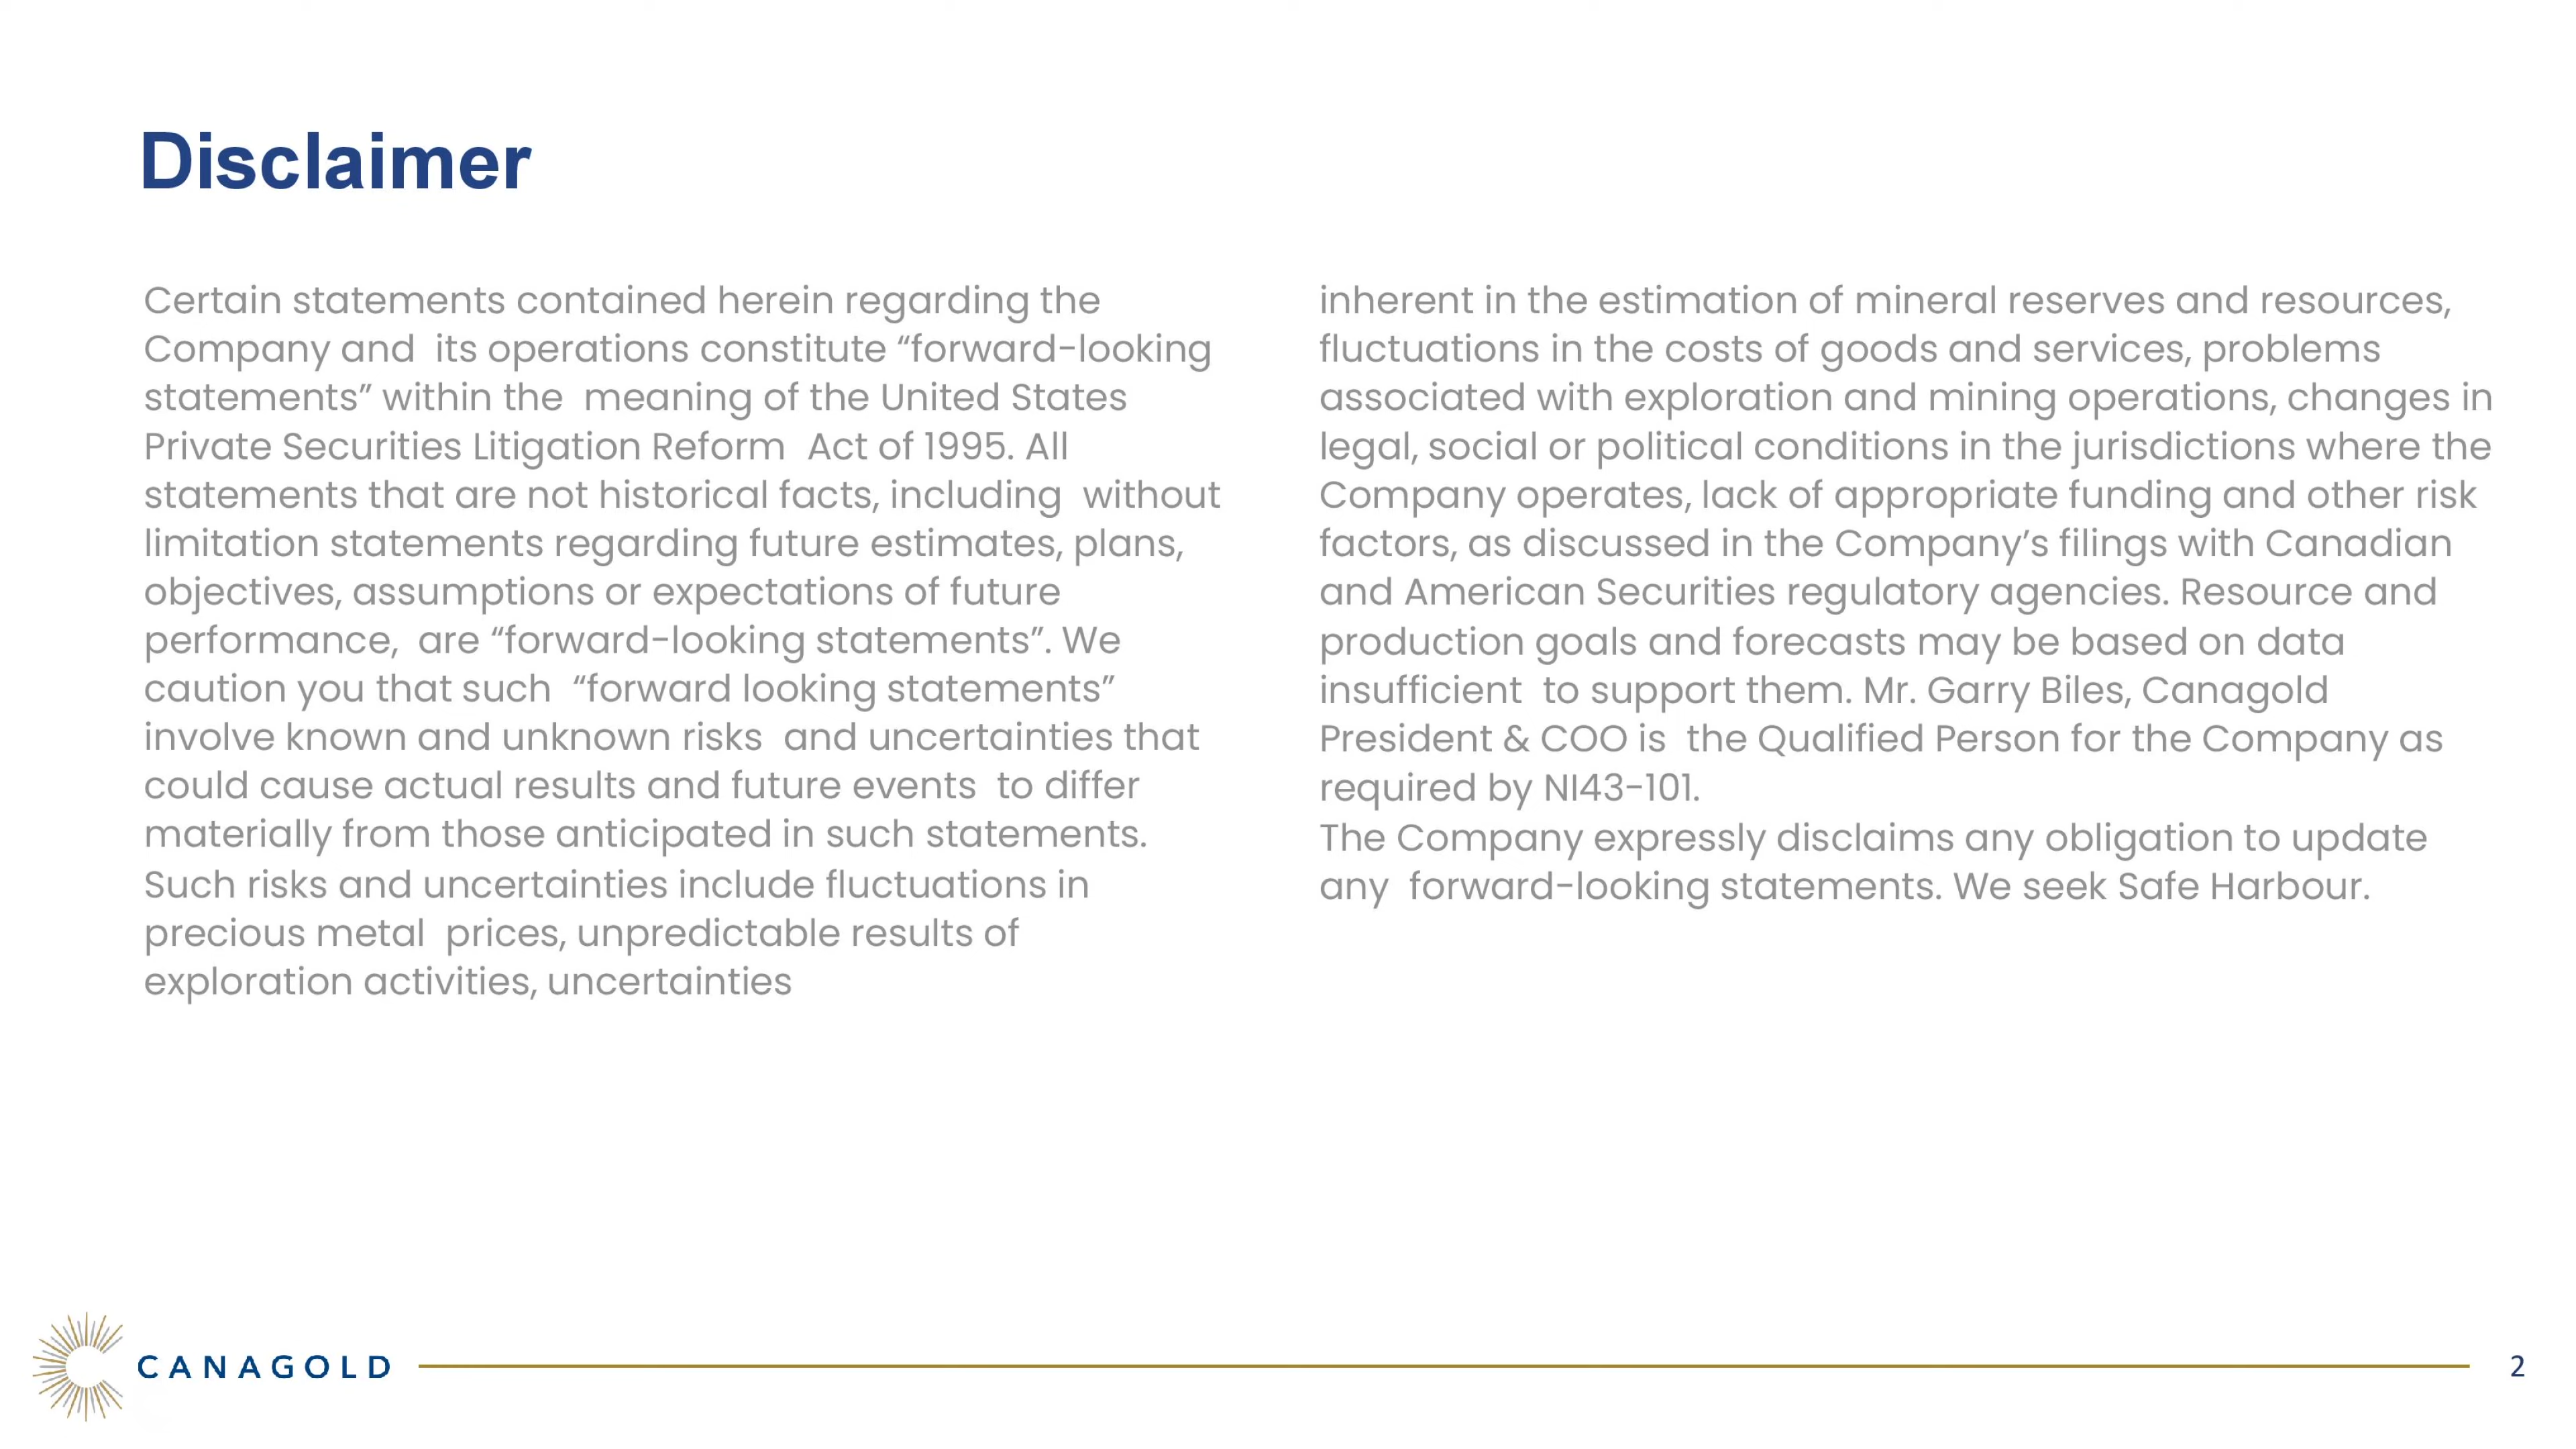 Disclaimer
Certain statements contained herein regarding the
Company and its operations constitute “forward-looking
statements” within the meaning of the United States
Private Securities Litigation Reform Act of 1995. All
statements that are not historical facts, including without
limitation statements regarding future estimates, plans,
objectives, assumptions or expectations of future
performance, are “forward-looking statements”. We
caution you that such “forward looking statements”
involve known and unknown risks and uncertainties that
could cause actual results and future events to differ
materially from those anticipated in such statements.
Such risks and uncertainties include fluctuations in
precious metal prices, unpredictable results of
exploration activities, uncertainties
inherent in the estimation of mineral reserves and resources,
fluctuations in the costs of goods and services, problems
associated with exploration and mining operations, changes in
legal, social or political conditions in the jurisdictions where the
Company operates, lack of appropriate funding and other risk
factors, as discussed in the Company’s filings with Canadian
and American Securities regulatory agencies. Resource and
production goals and forecasts may be based on data
insufficient to support them. Mr. Garry Biles, Canagold
President & COO is the Qualified Person for the Company as
required by NI43-101.
The Company expressly disclaims any obligation to update
any forward-looking statements. We seek Safe Harbour.
CANAGOLD
2